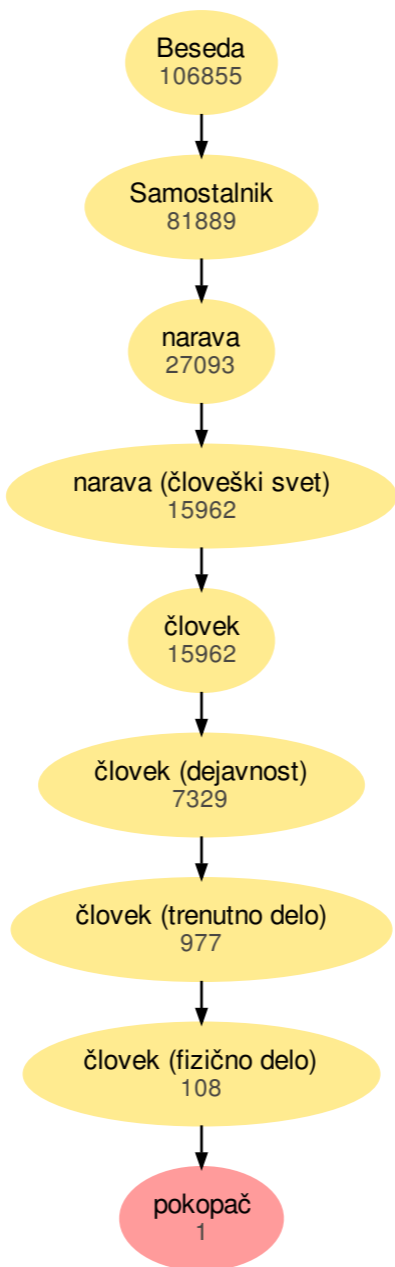 Beseda
106855
Samostalnik
81889
narava
27093
narava (človeški svet)
15962
človek
15962
človek (dejavnost)
7329
človek (trenutno delo)
977
človek (fizično delo)
108
pokopač
1